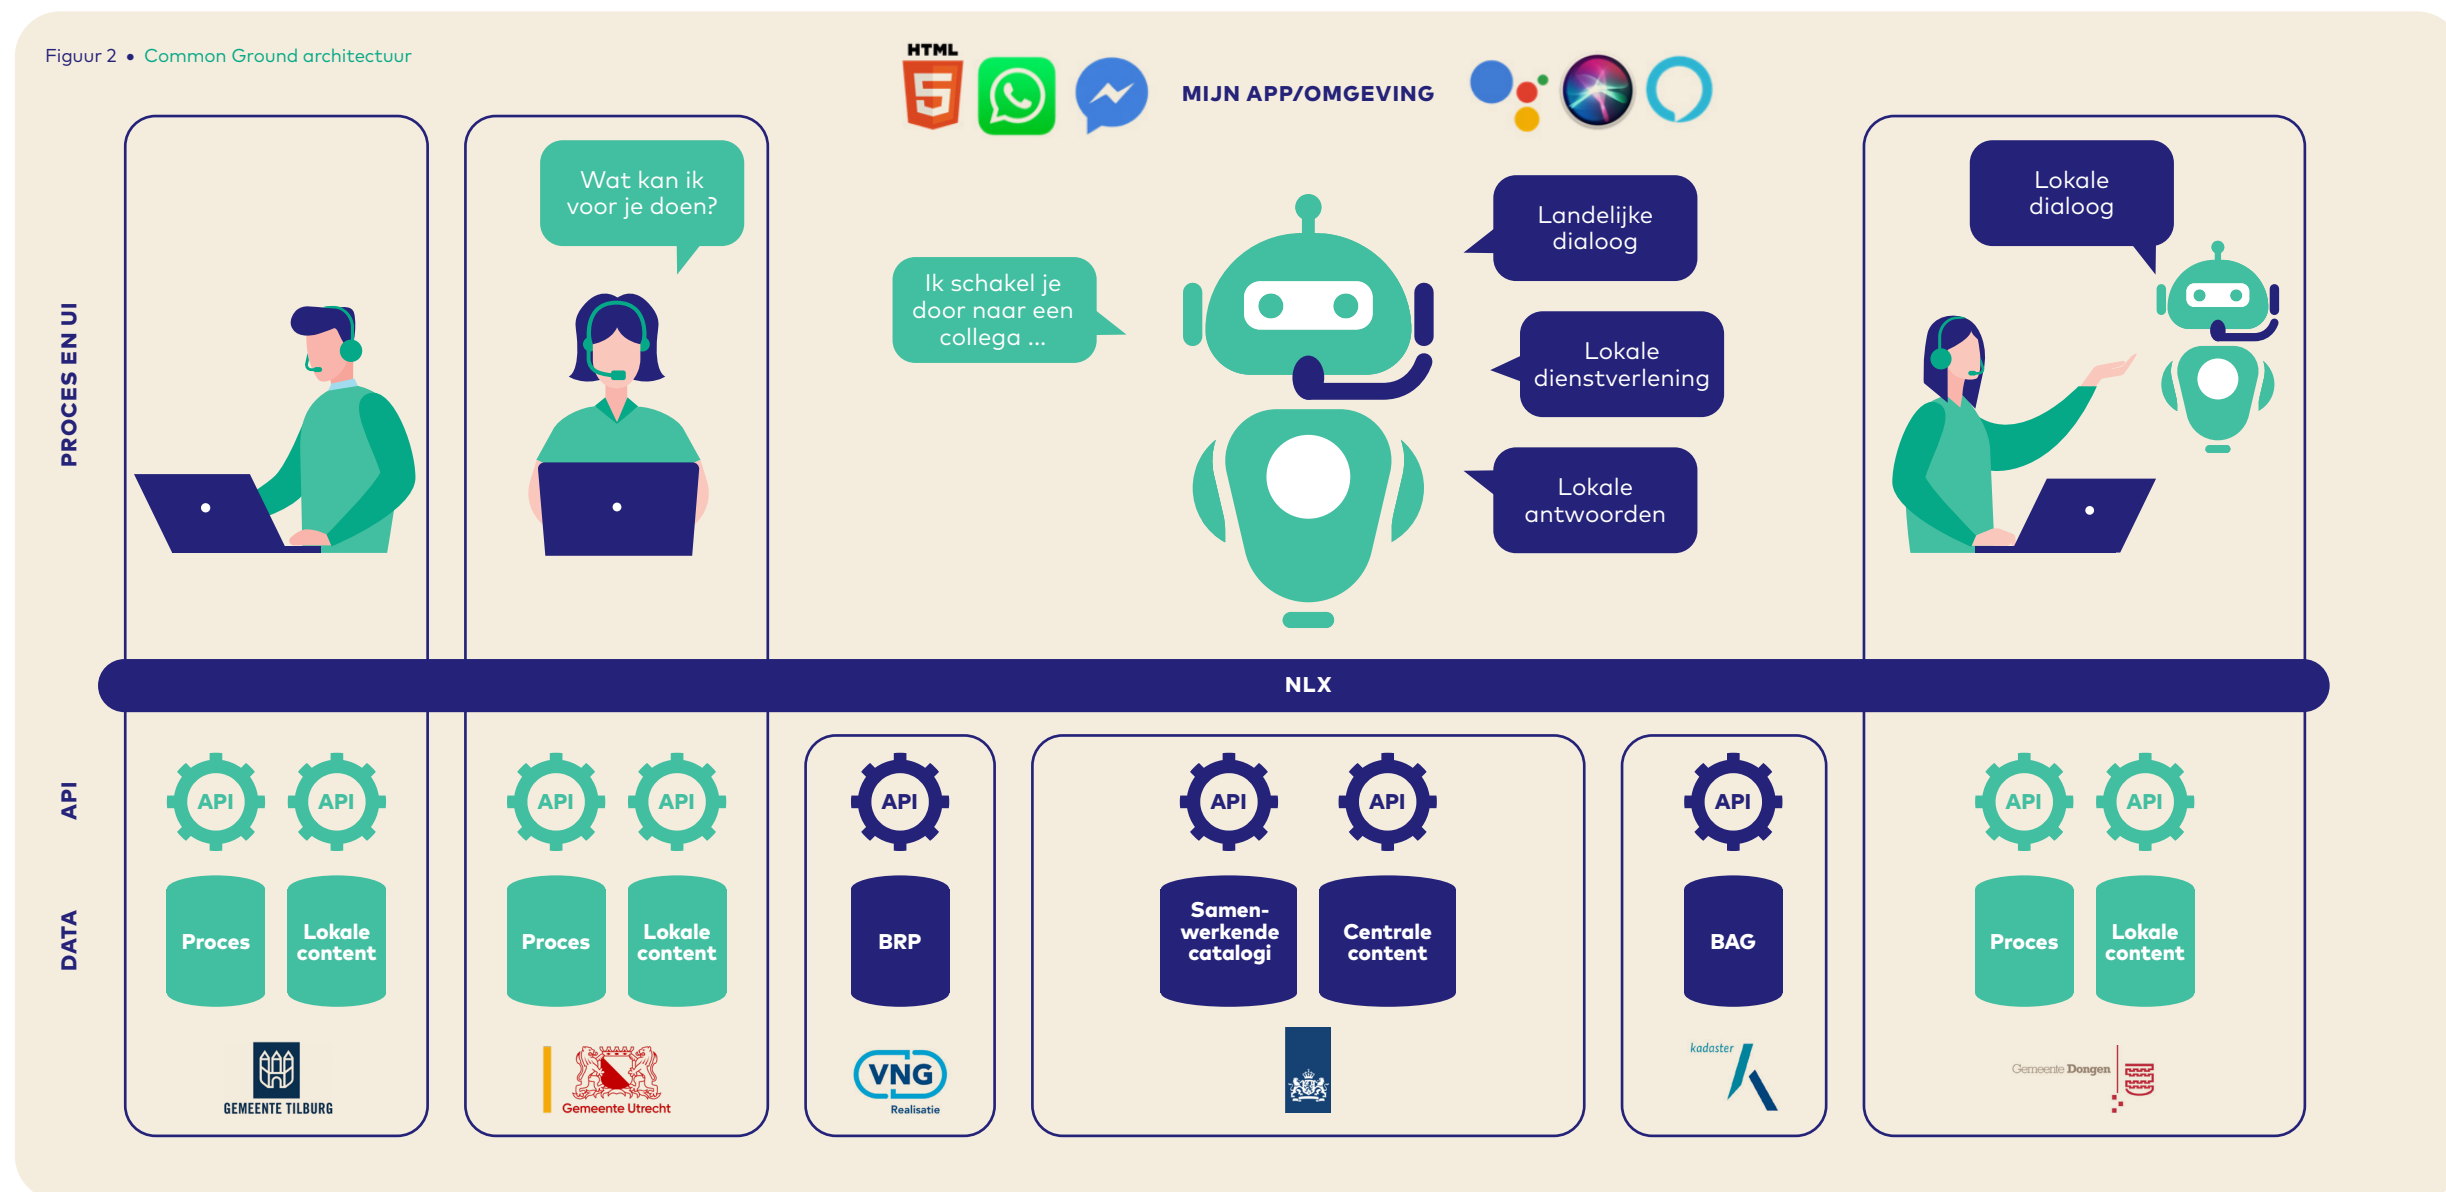 Figuur 2 • Common Ground architectuur
HTML
5
MIJN APP/OMGEVING
PROCES EN UI
Wat kan ik
voor je doen?
Ik schakel je
door naar een
collega ...
Landelijke
dialoog
Lokale
dienstverlening
Lokale
antwoorden
Lokale
dialoog
NLX
API
API API API API API API API API API API
DATA
Proces
Lokale
content
Proces
Lokale
content
BRP
Samen-
werkende
catalogi
Centrale
content
BAG
Proces
Lokale
content
GEMEENTE TILBURG
Gemeente Utrecht
VNG
Realisatie
kadaster
Gemeente Dongen